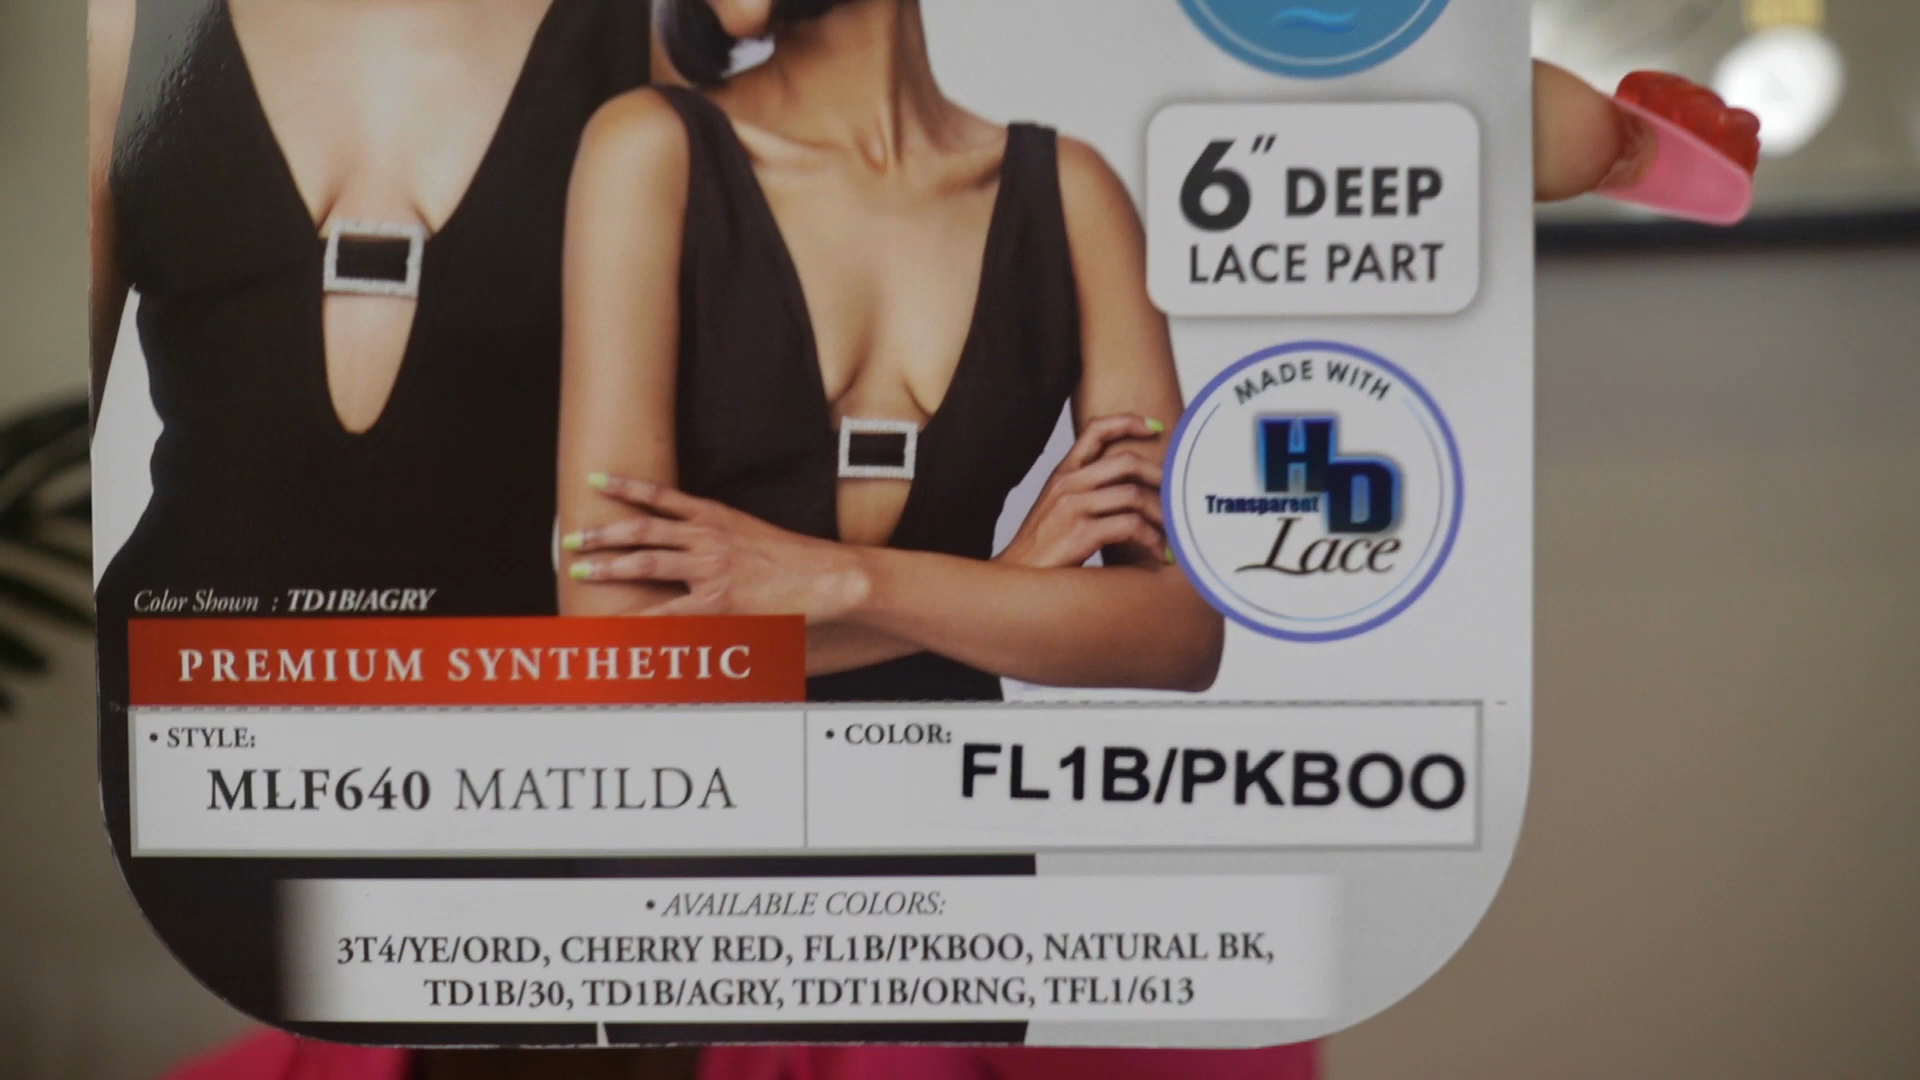 6" DEEP
LACE PART
MADE WITH
HD
Transparent
Lace
Color Shown : TD1B/AGRY
PREMIUM SYNTHETIC
• STYLE:
MLF640 MATILDA
• COLOR:
FL1B/PKBOO
• AVAILABLE COLORS:
3T4/YE/ORD, CHERRY RED, FL1B/PKBOO, NATURAL BK,
TD1B/30, TD1B/AGRY, TDT1B/ORNG, TFL1/613